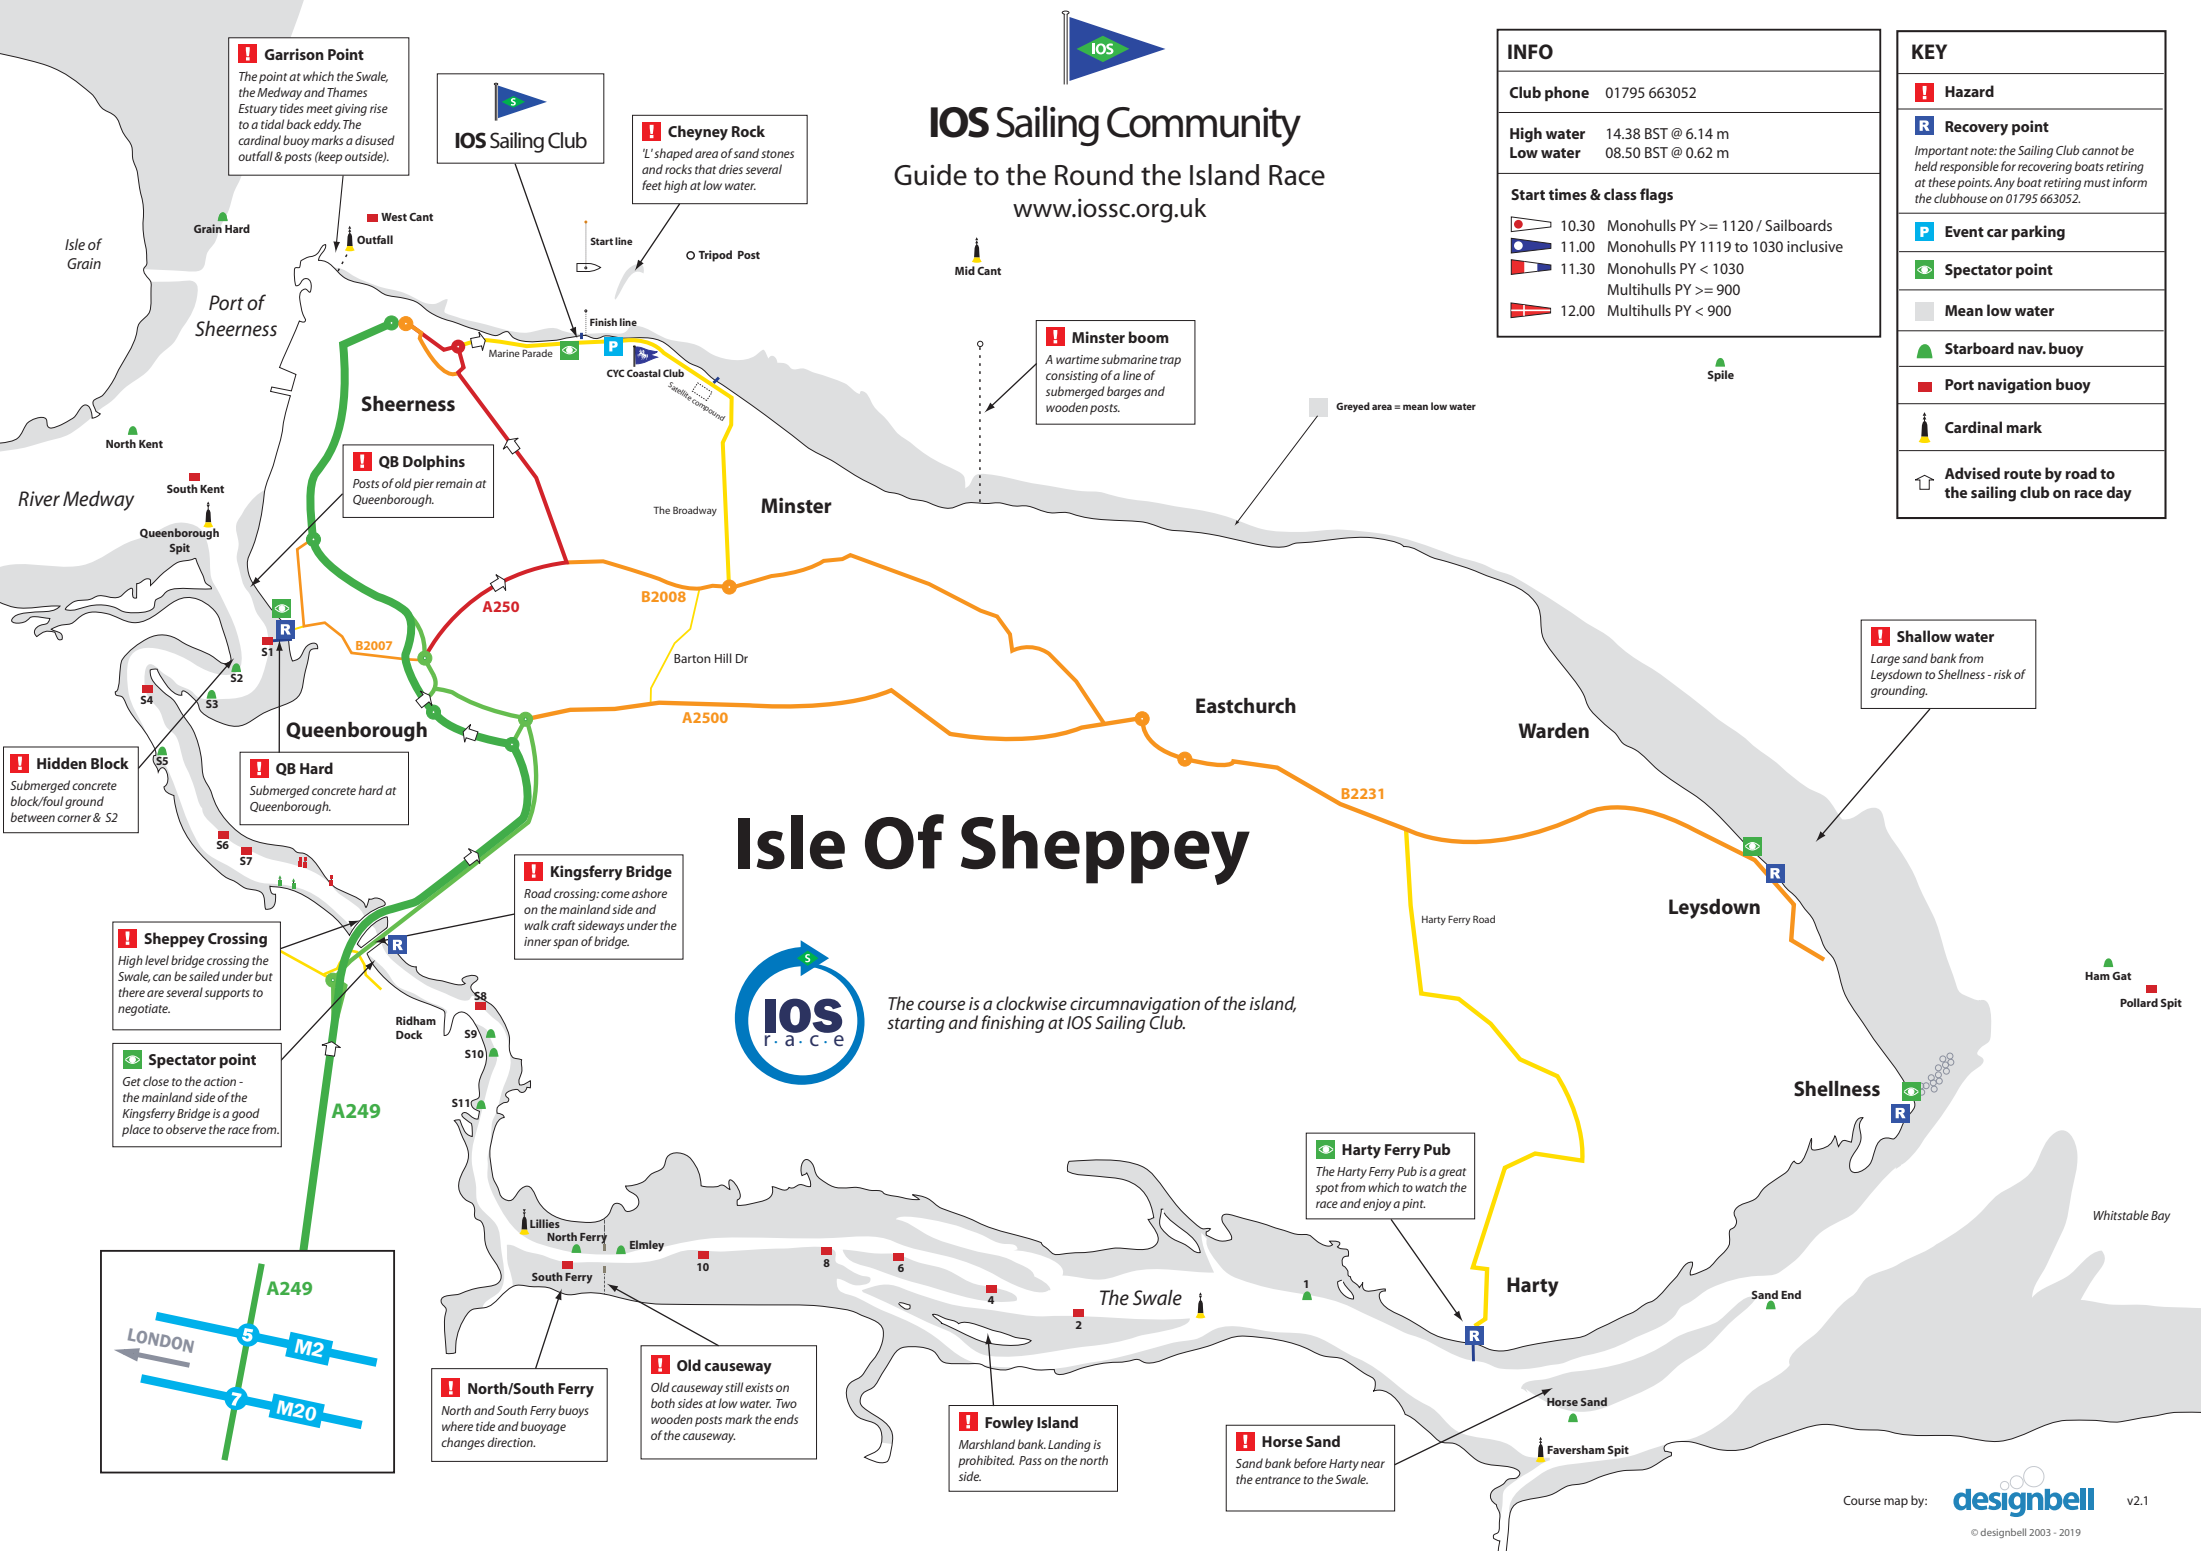 IOS
IOS Sailing Community
Guide to the Round the Island Race
www.iossc.org.uk
INFO
Club phone 01795 663052
High water 14.38 BST @ 6.14 m
Low water 08.50 BST @ 0.62 m
Start times & class flags
10.30 Monohulls PY >= 1120 / Sailboards
11.00 Monohulls PY 1119 to 1030 inclusive
11.30 Monohulls PY < 1030
Multihulls PY >= 900
12.00 Multihulls PY < 900
KEY
! Hazard
R Recovery point
Important note: the Sailing Club cannot be
held responsible for recovering boats retiring
at these points. Any boat retiring must inform
the clubhouse on 01795 663052.
P Event car parking
Spectator point
Mean low water
Starboard nav. buoy
Port navigation buoy
Cardinal mark
Advised route by road to
the sailing club on race day
! Garrison Point
The point at which the Swale,
the Medway and Thames
Estuary tides meet giving rise
to a tidal back eddy. The
cardinal buoy marks a disused
outfall & posts (keep outside).
S
IOS Sailing Club
! Cheyney Rock
'L' shaped area of sand stones
and rocks that dries several
feet high at low water.
Grain Hard
West Cant
Outfall
Isle of
Grain
Start line
Tripod Post
Mid Cant
Port of
Sheerness
Finish line
Marine Parade
P
CYC Coastal Club
Satellite compound
! Minster boom
A wartime submarine trap
consisting of a line of
submerged barges and
wooden posts.
Spile
Greyed area = mean low water
Sheerness
North Kent
! QB Dolphins
Posts of old pier remain at
Queenborough.
South Kent
River Medway
Queenborough
Spit
The Broadway
Minster
B2008
A250
R
B2007
S1
S2
S3
S4
S5
Barton Hill Dr
A2500
Queenborough
Eastchurch
Warden
! Shallow water
Large sand bank from
Leysdown to Shellness - risk of
grounding.
! Hidden Block
Submerged concrete
block/foul ground
between corner & S2
! QB Hard
Submerged concrete hard at
Queenborough.
B2231
S6
S7
Isle Of Sheppey
! Kingsferry Bridge
Road crossing: come ashore
on the mainland side and
walk craft sideways under the
inner span of bridge.
R
Leysdown
Harty Ferry Road
! Sheppey Crossing
High level bridge crossing the
Swale, can be sailed under but
there are several supports to
negotiate.
R
S
IOS
r·a·c·e
The course is a clockwise circumnavigation of the island,
starting and finishing at IOS Sailing Club.
Ham Gat
Pollard Spit
S8
Ridham
Dock
S9
S10
S11
Spectator point
Get close to the action -
the mainland side of the
Kingsferry Bridge is a good
place to observe the race from.
A249
Shellness
R
Harty Ferry Pub
The Harty Ferry Pub is a great
spot from which to watch the
race and enjoy a pint.
Whitstable Bay
Lillies
North Ferry
Elmley
South Ferry
10
8
6
4
2
The Swale
1
Harty
Sand End
R
A249
LONDON
5
M2
7
M20
! North/South Ferry
North and South Ferry buoys
where tide and buoyage
changes direction.
! Old causeway
Old causeway still exists on
both sides at low water. Two
wooden posts mark the ends
of the causeway.
! Fowley Island
Marshland bank. Landing is
prohibited. Pass on the north
side.
! Horse Sand
Sand bank before Harty near
the entrance to the Swale.
Horse Sand
Faversham Spit
Course map by: designbell v2.1
© designbell 2003 - 2019